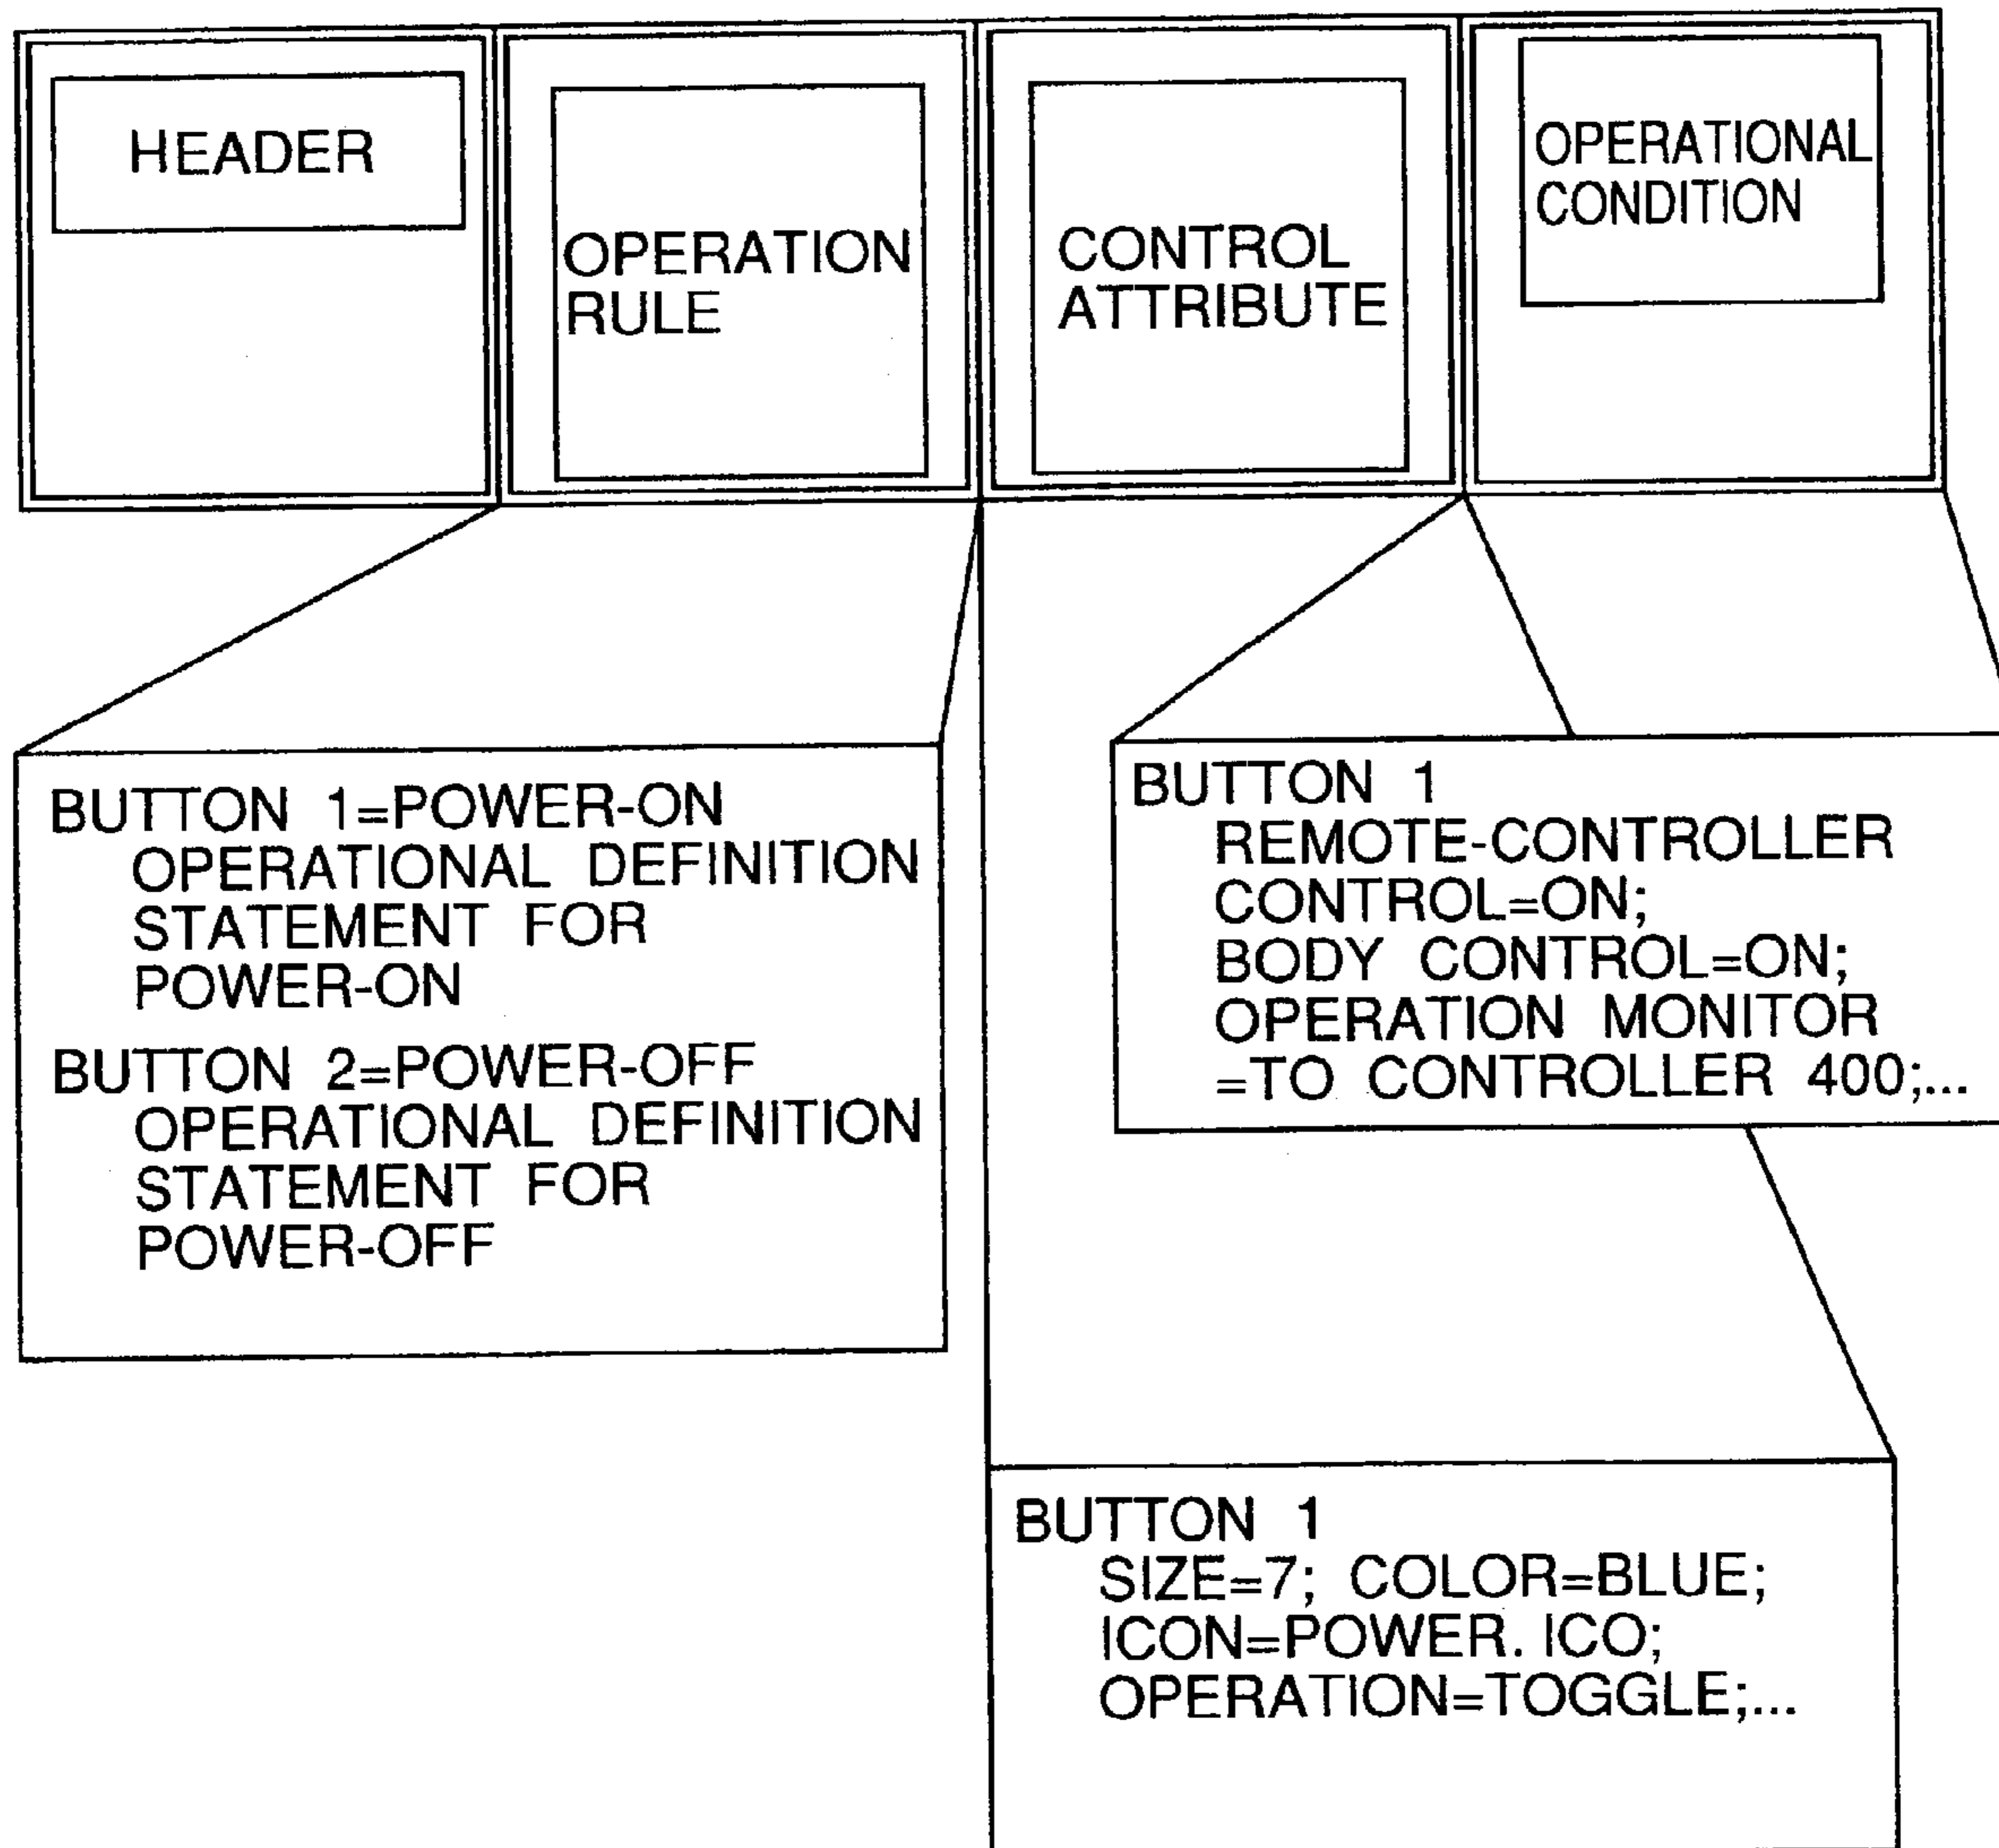 HEADER
OPERATION
RULE
CONTROL
ATTRIBUTE
OPERATIONAL
CONDITION
BUTTON 1=POWER-ON
OPERATIONAL DEFINITION
STATEMENT FOR
POWER-ON
BUTTON 2=POWER-OFF
OPERATIONAL DEFINITION
STATEMENT FOR
POWER-OFF
BUTTON 1
REMOTE-CONTROLLER
CONTROL=ON;
BODY CONTROL=ON;
OPERATION MONITOR
=TO CONTROLLER 400;...
BUTTON 1
SIZE=7; COLOR=BLUE;
ICON=POWER. ICO;
OPERATION=TOGGLE;...